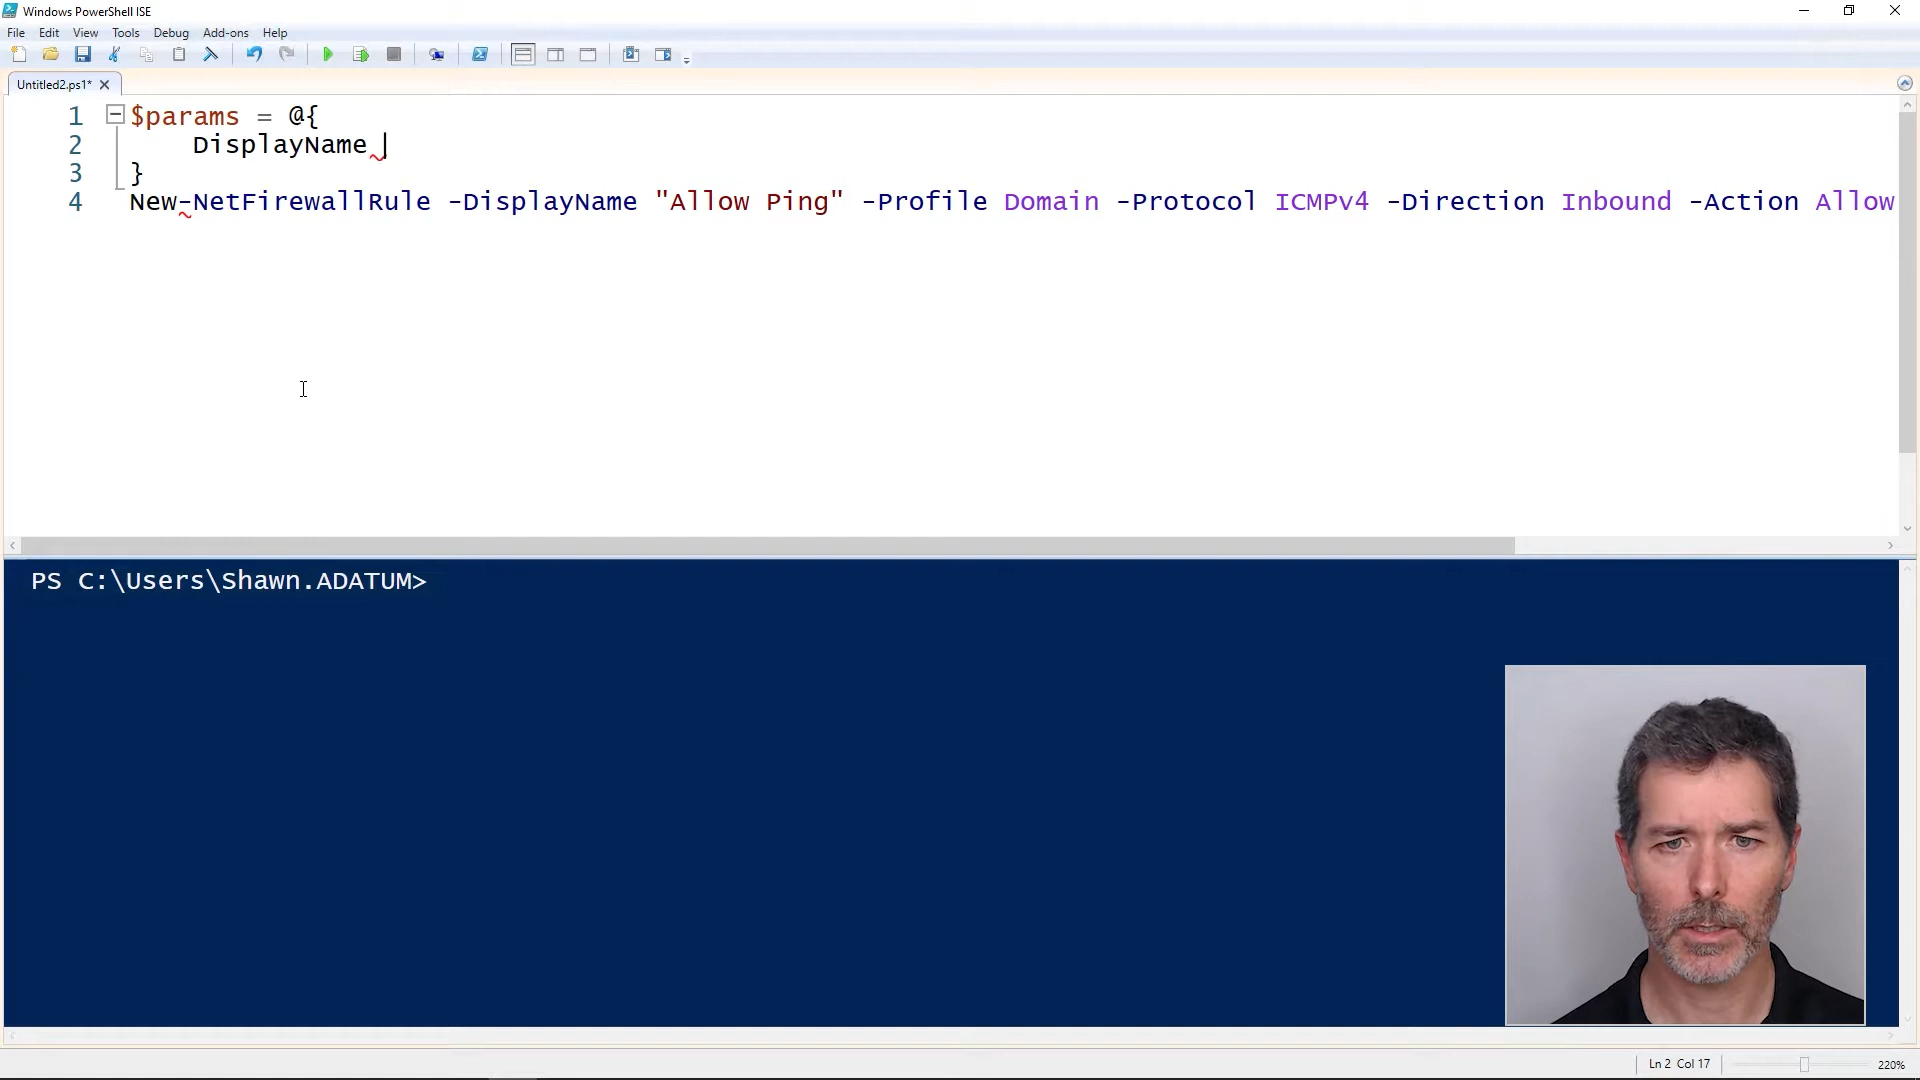 Windows PowerShell ISE
File Edit View Tools Debug Add-ons Help
Untitled2.ps1*
1 $params = @{
2 DisplayName
3 }
4 New-NetFirewallRule -DisplayName "Allow Ping" -Profile Domain -Protocol ICMPv4 -Direction Inbound -Action Allow
PS C:\Users\Shawn.ADATUM>
Ln 2 Col 17
220%